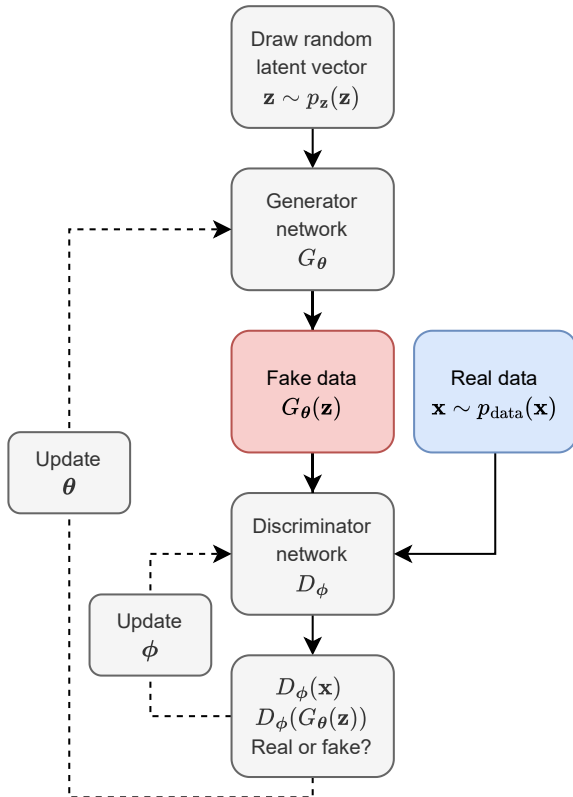 Draw random
latent vector
𝐳 ∼ p_𝐳(𝐳)
Generator
network
G_𝜽
Fake data
G_𝜽(𝐳)
Real data
𝐱 ∼ p_data(𝐱)
Update
𝜽
Discriminator
network
D_𝝓
Update
𝝓
D_𝝓(𝐱)
D_𝝓(G_𝜽(𝐳))
Real or fake?